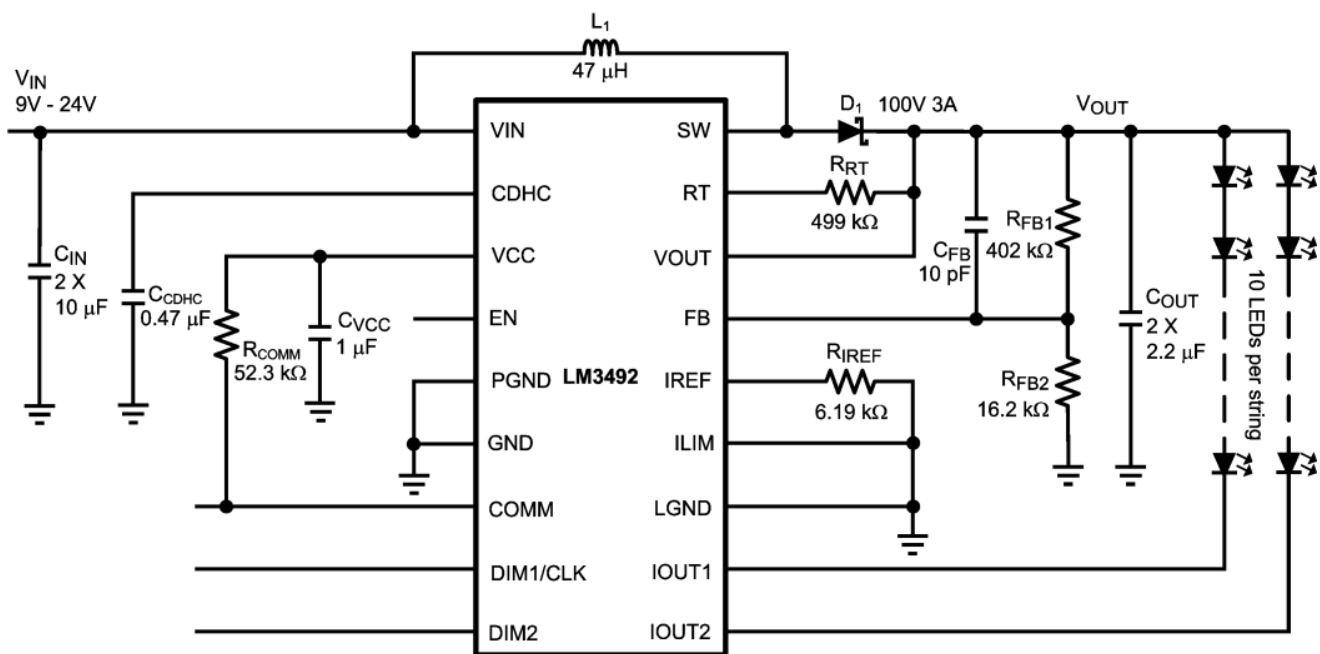 L1
47 μH
VIN
9V - 24V
D1
100V 3A
VOUT
VIN
SW
CDHC
RT
RRT
499 kΩ
VCC
VOUT
CFB
10 pF
RFB1
402 kΩ
CIN
2 X
10 μF
CCDHC
0.47 μF
RCOMM
52.3 kΩ
CVCC
1 μF
EN
FB
COUT
2 X
2.2 μF
10 LEDs per string
LM3492
PGND
IREF
RIREF
6.19 kΩ
RFB2
16.2 kΩ
GND
ILIM
COMM
LGND
DIM1/CLK
IOUT1
DIM2
IOUT2